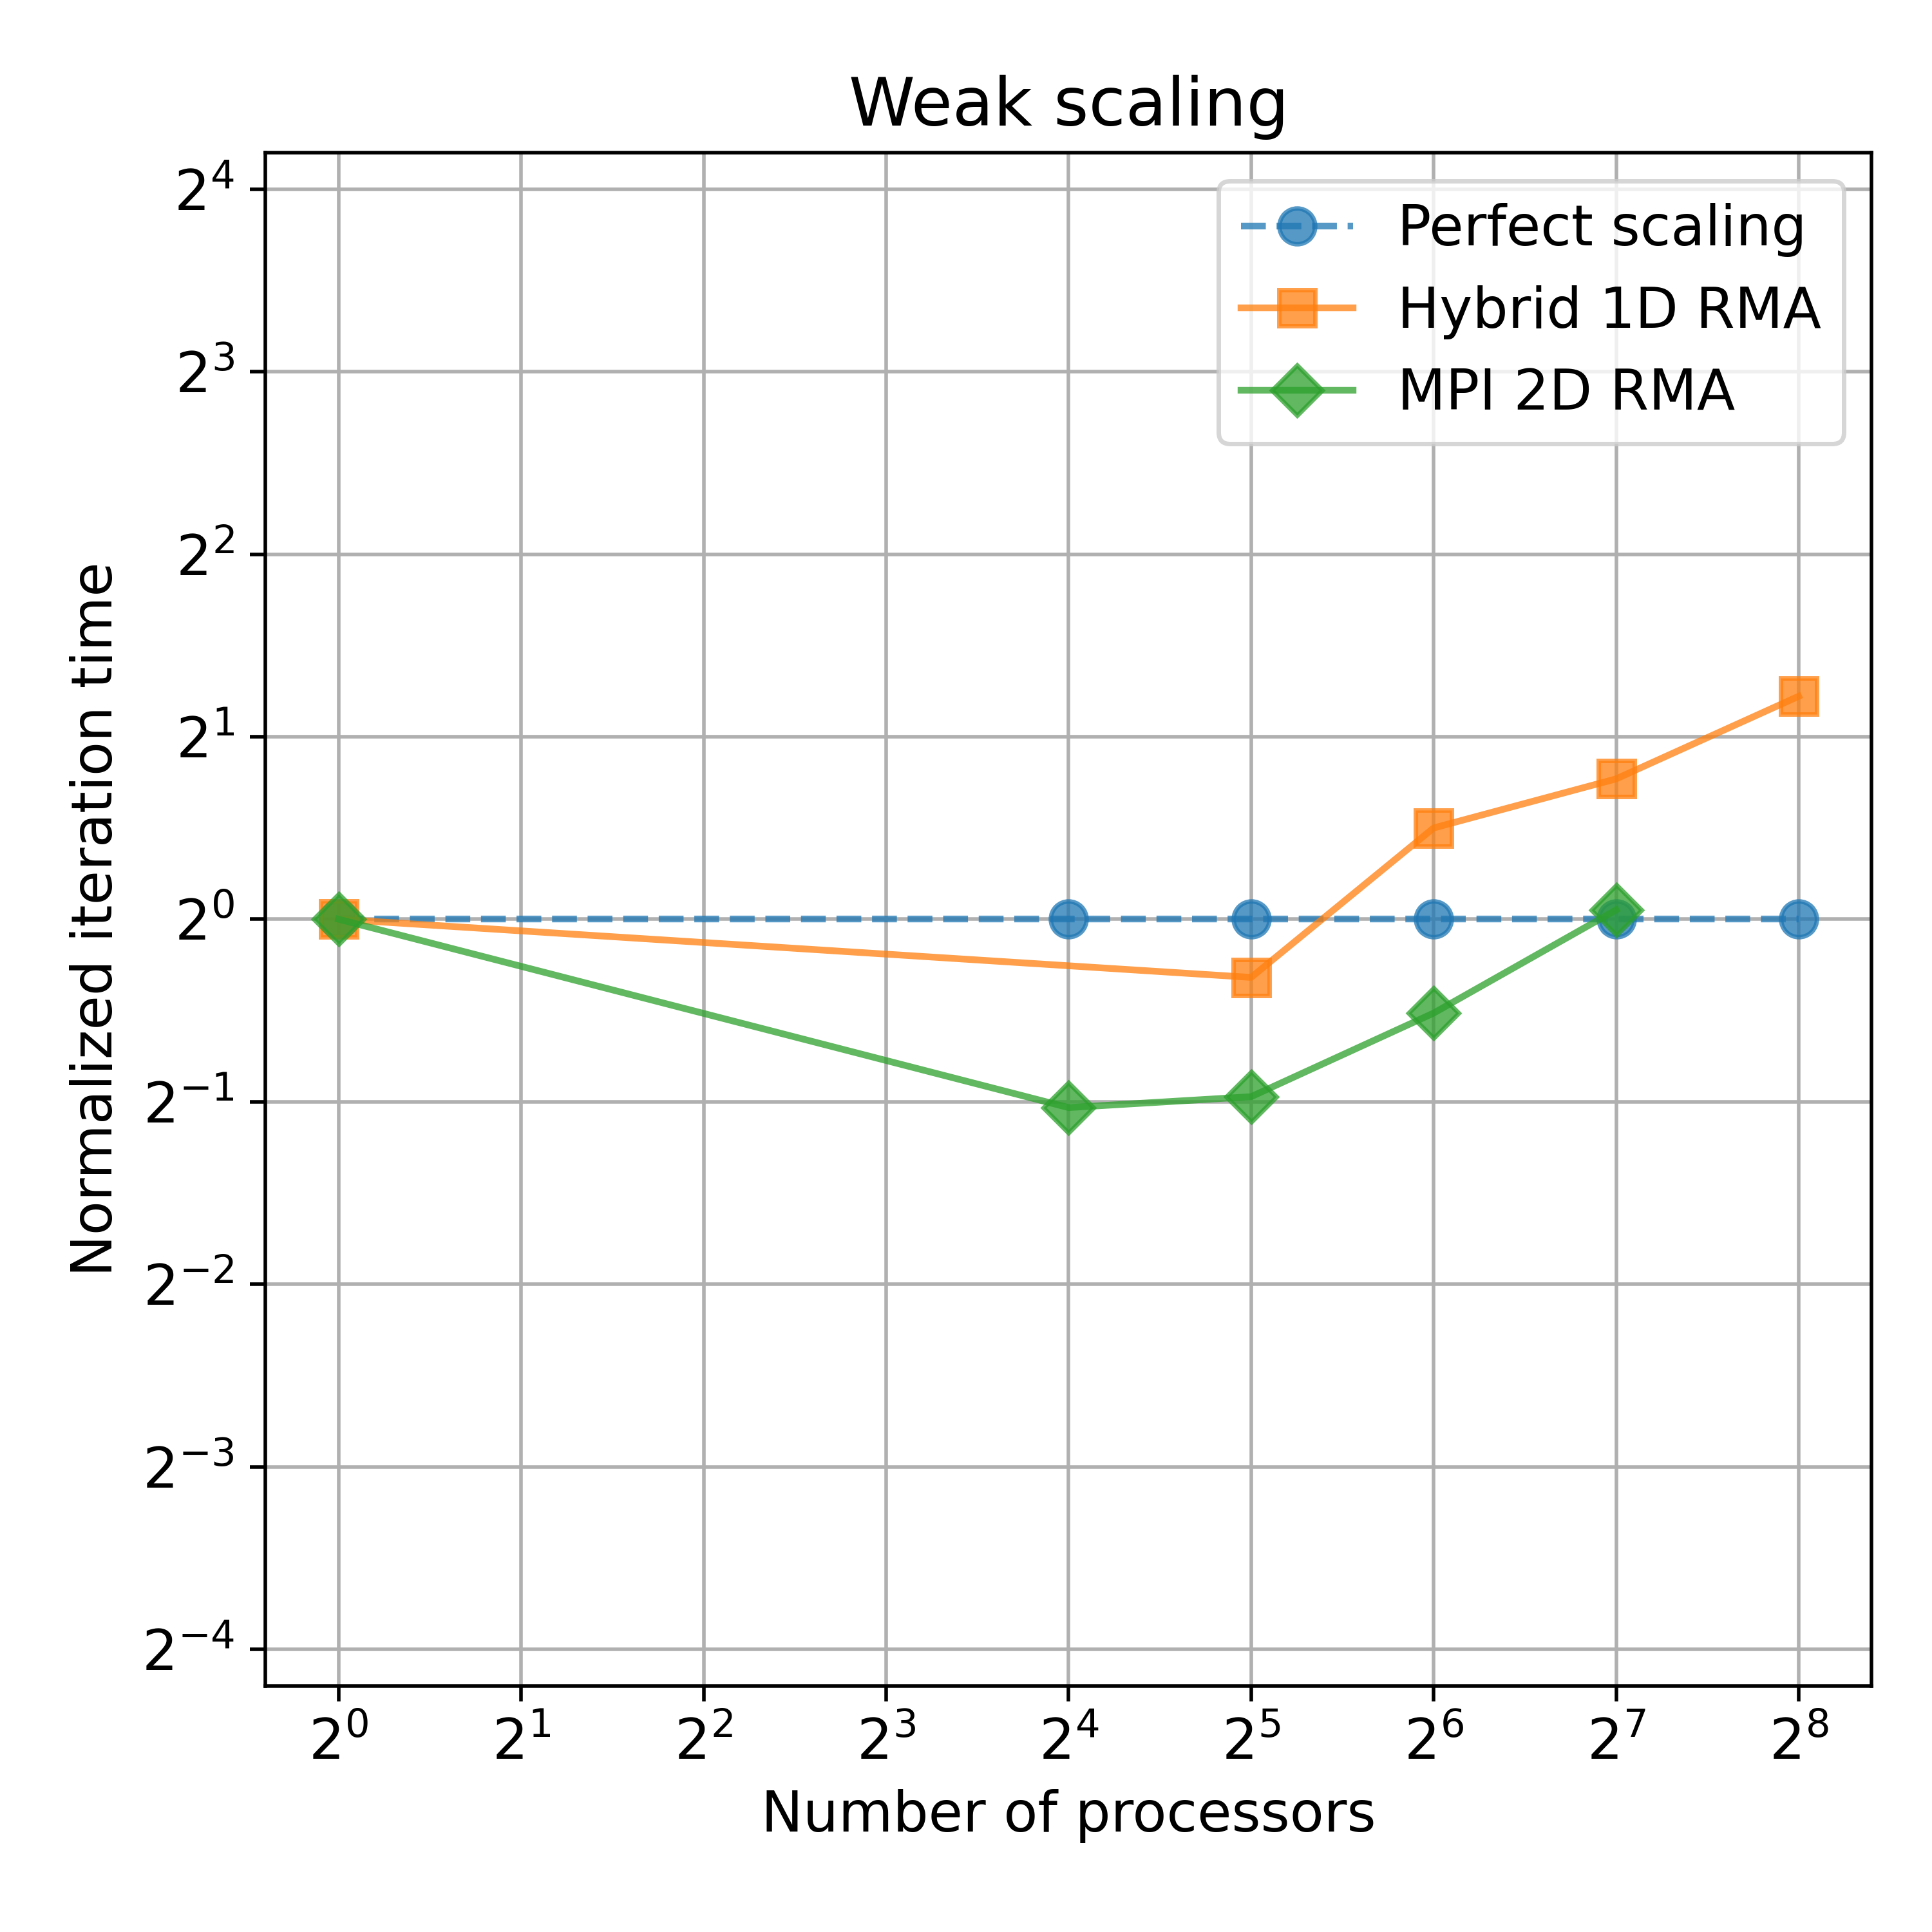 Weak scaling
Perfect scaling
Hybrid 1D RMA
MPI 2D RMA
Normalized iteration time
2⁴
2³
2²
2¹
2⁰
2⁻¹
2⁻²
2⁻³
2⁻⁴
2⁰ 2¹ 2² 2³ 2⁴ 2⁵ 2⁶ 2⁷ 2⁸
Number of processors